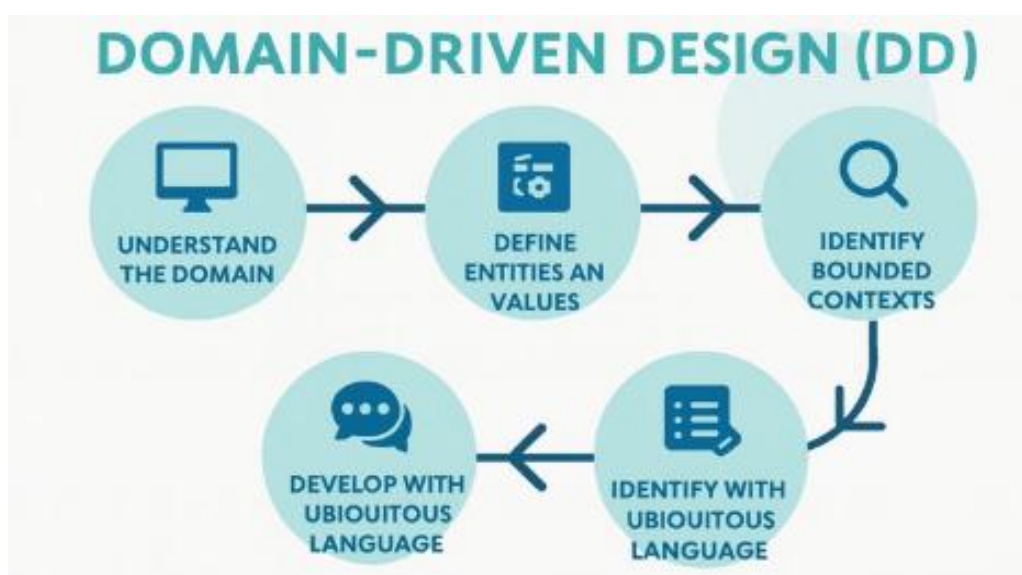 DOMAIN-DRIVEN DESIGN (DD)
UNDERSTAND
THE DOMAIN
DEFINE
ENTITIES AN
VALUES
IDENTIFY
BOUNDED
CONTEXTS
IDENTIFY WITH
UBIOUITOUS
LANGUAGE
DEVELOP WITH
UBIOUITOUS
LANGUAGE